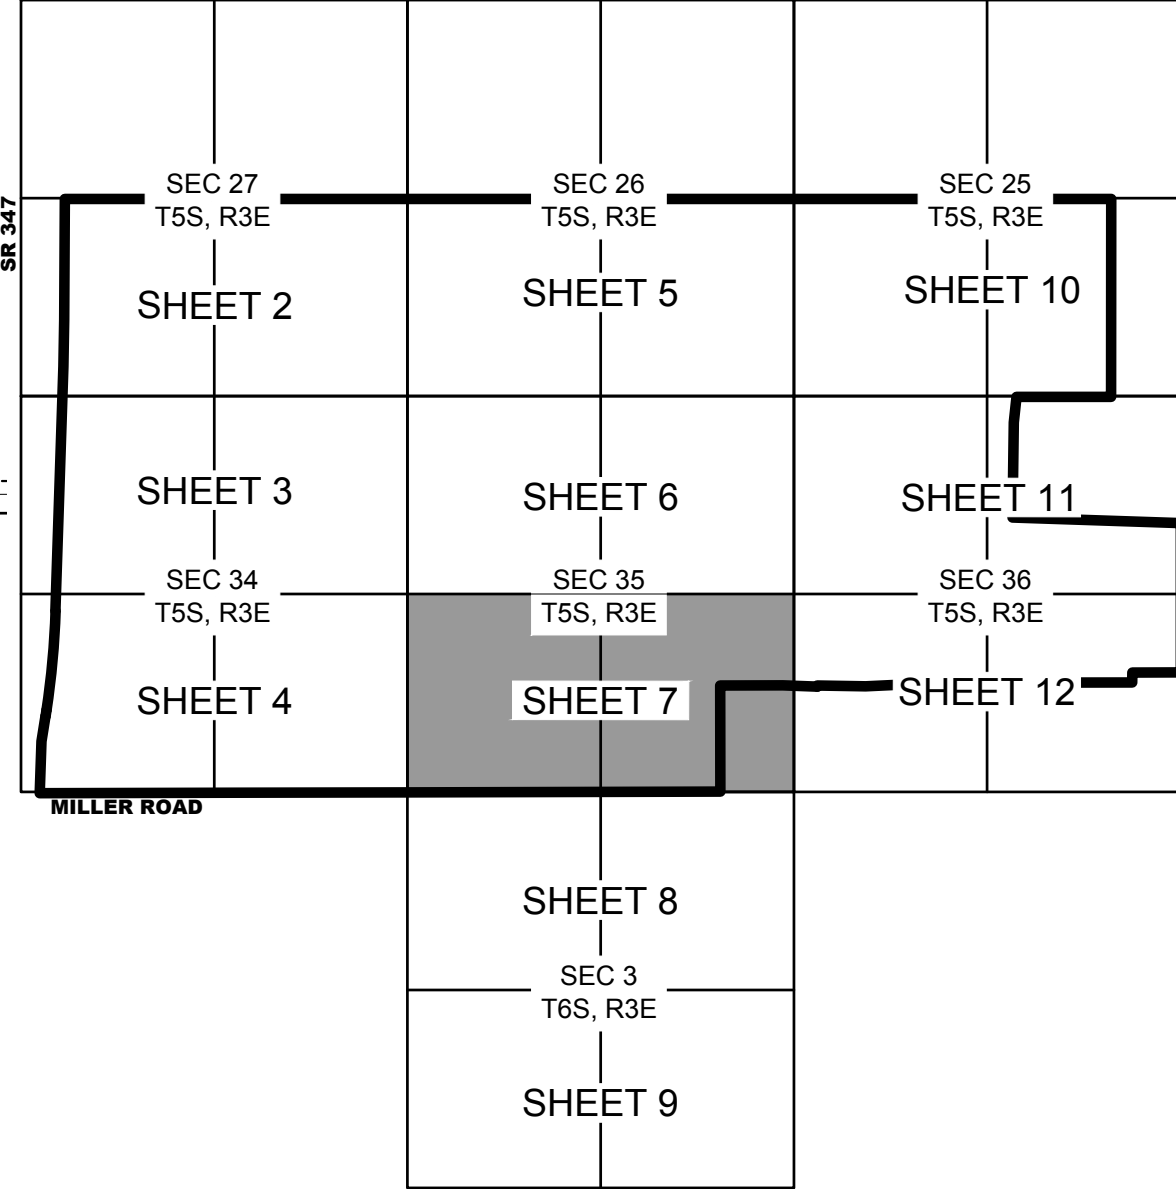 SEC 27
T5S, R3E
SEC 26
T5S, R3E
SEC 25
T5S, R3E
SR 347
SHEET 2
SHEET 5
SHEET 10
SHEET 3
SHEET 6
SHEET 11
SEC 34
T5S, R3E
SEC 35
T5S, R3E
SEC 36
T5S, R3E
SHEET 4
SHEET 7
SHEET 12
MILLER ROAD
SHEET 8
SEC 3
T6S, R3E
SHEET 9